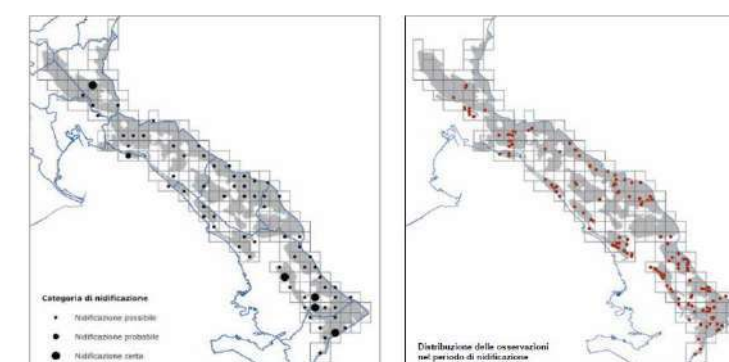 Categoria di nidificazione
Nidificazione possibile
Nidificazione probabile
Nidificazione certa
Distribuzione delle osservazioni
nel periodo di nidificazione